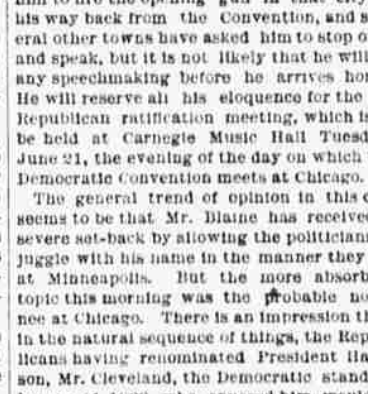 his way back from the Convention, and s
eral other towns have asked him to stop o
and speak, but it is not likely that he will
any speechmaking before he arrives hor
He will reserve all his eloquence for the
Republican ratification meeting, which is
be held at Carnegie Music Hall Tuesd
June 21, the evening of the day on which
Democratic Convention meets at Chicago.
The general trend of opinion in this c
seems to be that Mr. Blaine has receive
severe set-back by allowing the politician
juggle with his name in the manner they
at Minneapolis. But the more absorb
topic this morning was the probable no
nee at Chicago. There is an impression th
in the natural sequence of things, the Rep
licans having renominated President Ha
son, Mr. Cleveland, the Democratic stand